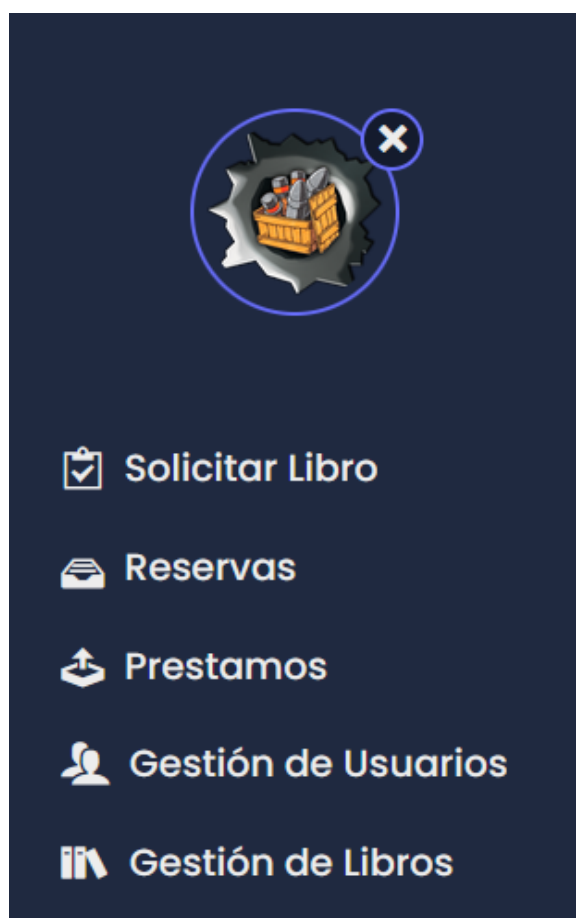 Solicitar Libro
Reservas
Prestamos
Gestión de Usuarios
Gestión de Libros